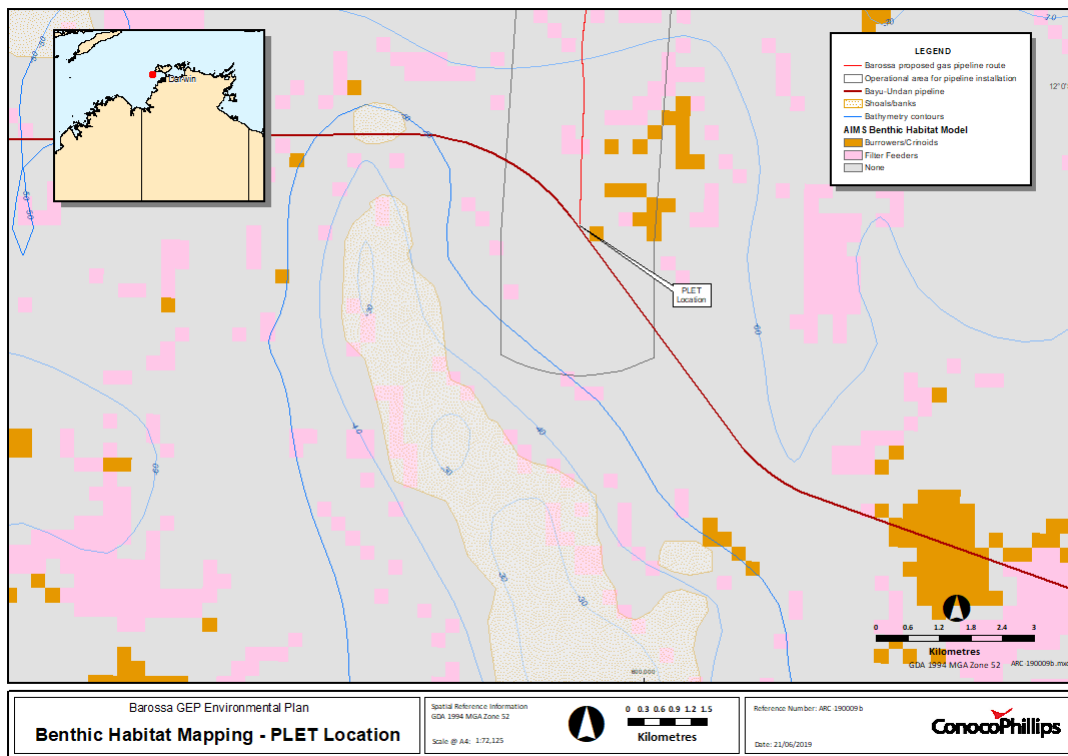 Darwin
LEGEND
Barossa proposed gas pipeline route
Operational area for pipeline installation
Bayu-Undan pipeline
Shoals/banks
Bathymetry contours
AIMS Benthic Habitat Model
Burrowers/Crinoids
Filter Feeders
None
PLET
Location
-60
-40
-40
-30
-30
-30
-60
600,000
0 0.6 1.2 1.8 2.4 3
Kilometres
GDA 1994 MGA Zone 52
Barossa GEP Environmental Plan
Benthic Habitat Mapping - PLET Location
Spatial Reference Information
GDA 1994 MGA Zone 52
Scale @ A4: 1:72,125
0 0.3 0.6 0.9 1.2 1.5
Kilometres
Reference Number: ARC 190009b
Date: 21/06/2019
ConocoPhillips